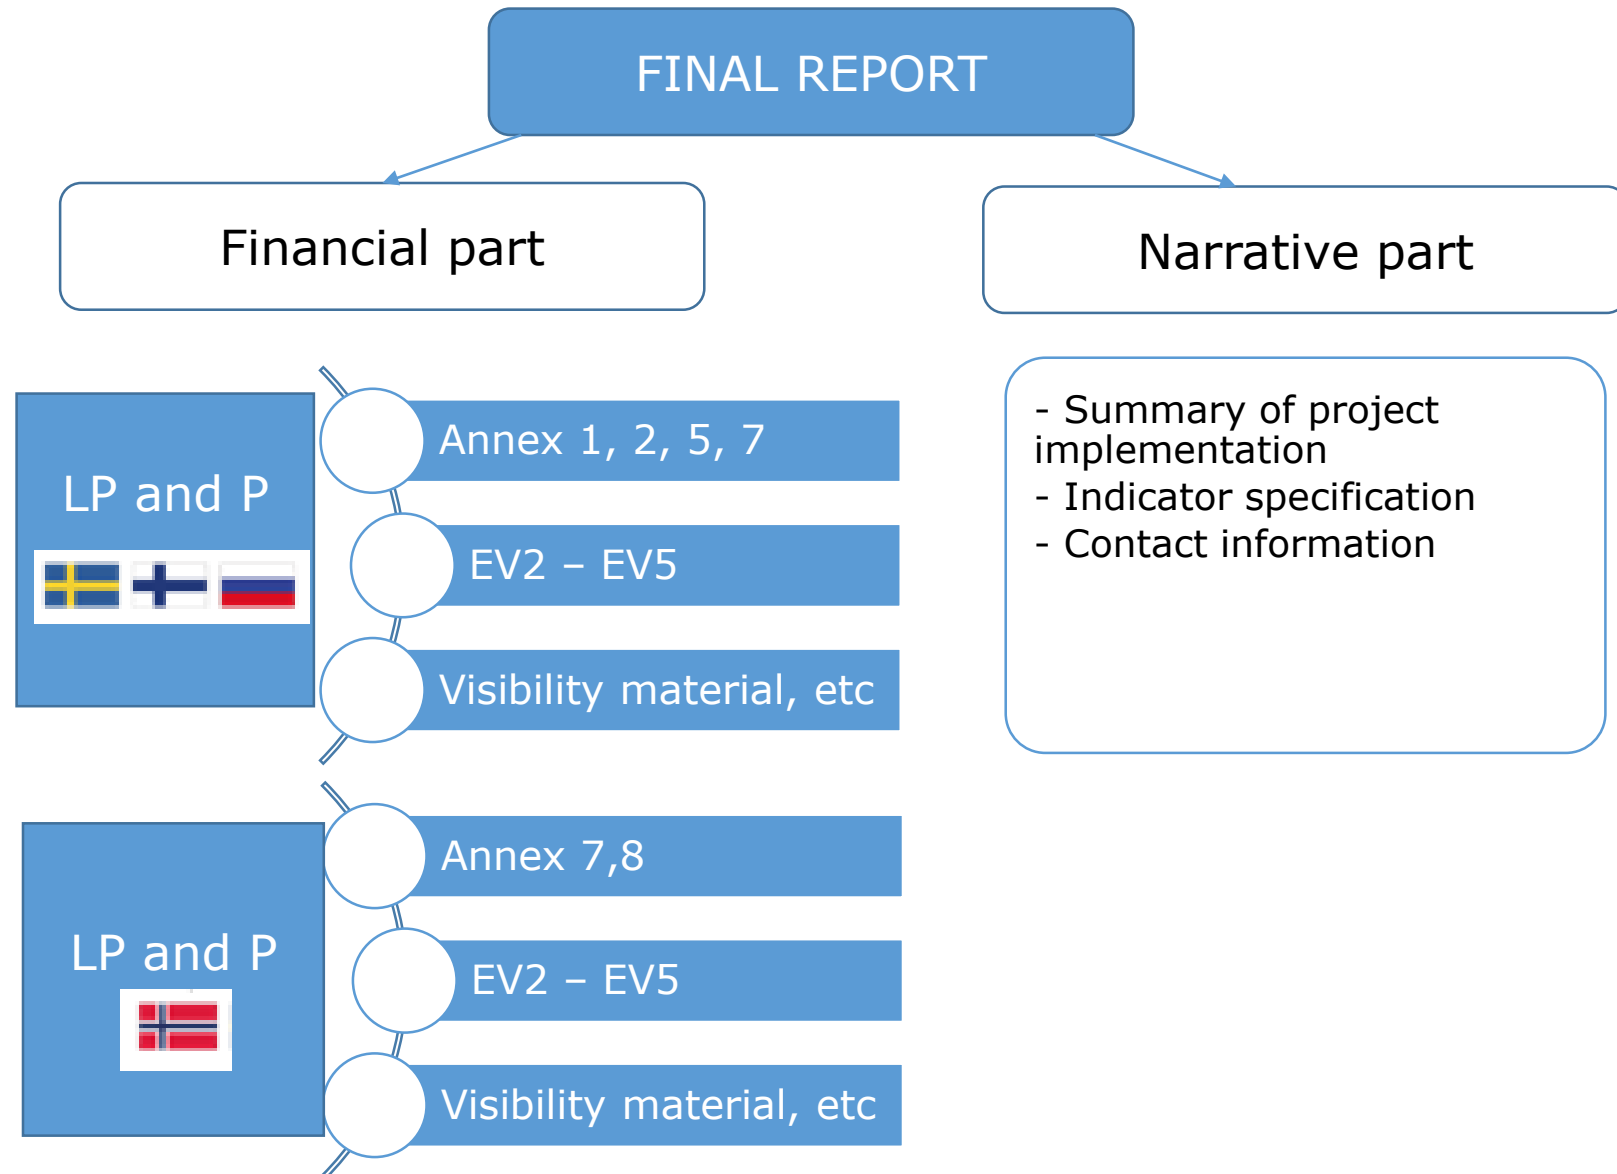 FINAL REPORT
Financial part
Narrative part
LP and P
Annex 1, 2, 5, 7
EV2 – EV5
Visibility material, etc
- Summary of project
implementation
- Indicator specification
- Contact information
LP and P
Annex 7,8
EV2 – EV5
Visibility material, etc